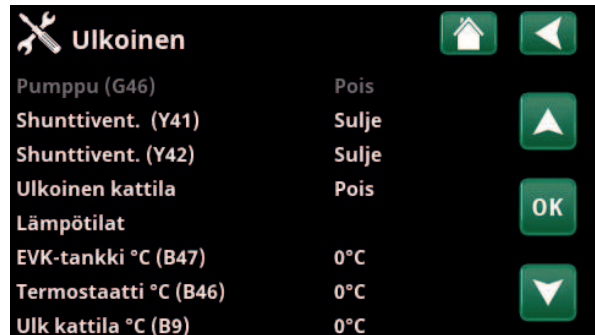 Ulkoinen
Pumppu (G46) Pois
Shunttivent. (Y41) Sulje
Shunttivent. (Y42) Sulje
Ulkoinen kattila Pois
OK
Lämpötilat
EVK-tankki °C (B47) 0°C
Termostaatti °C (B46) 0°C
Ulk kattila °C (B9) 0°C